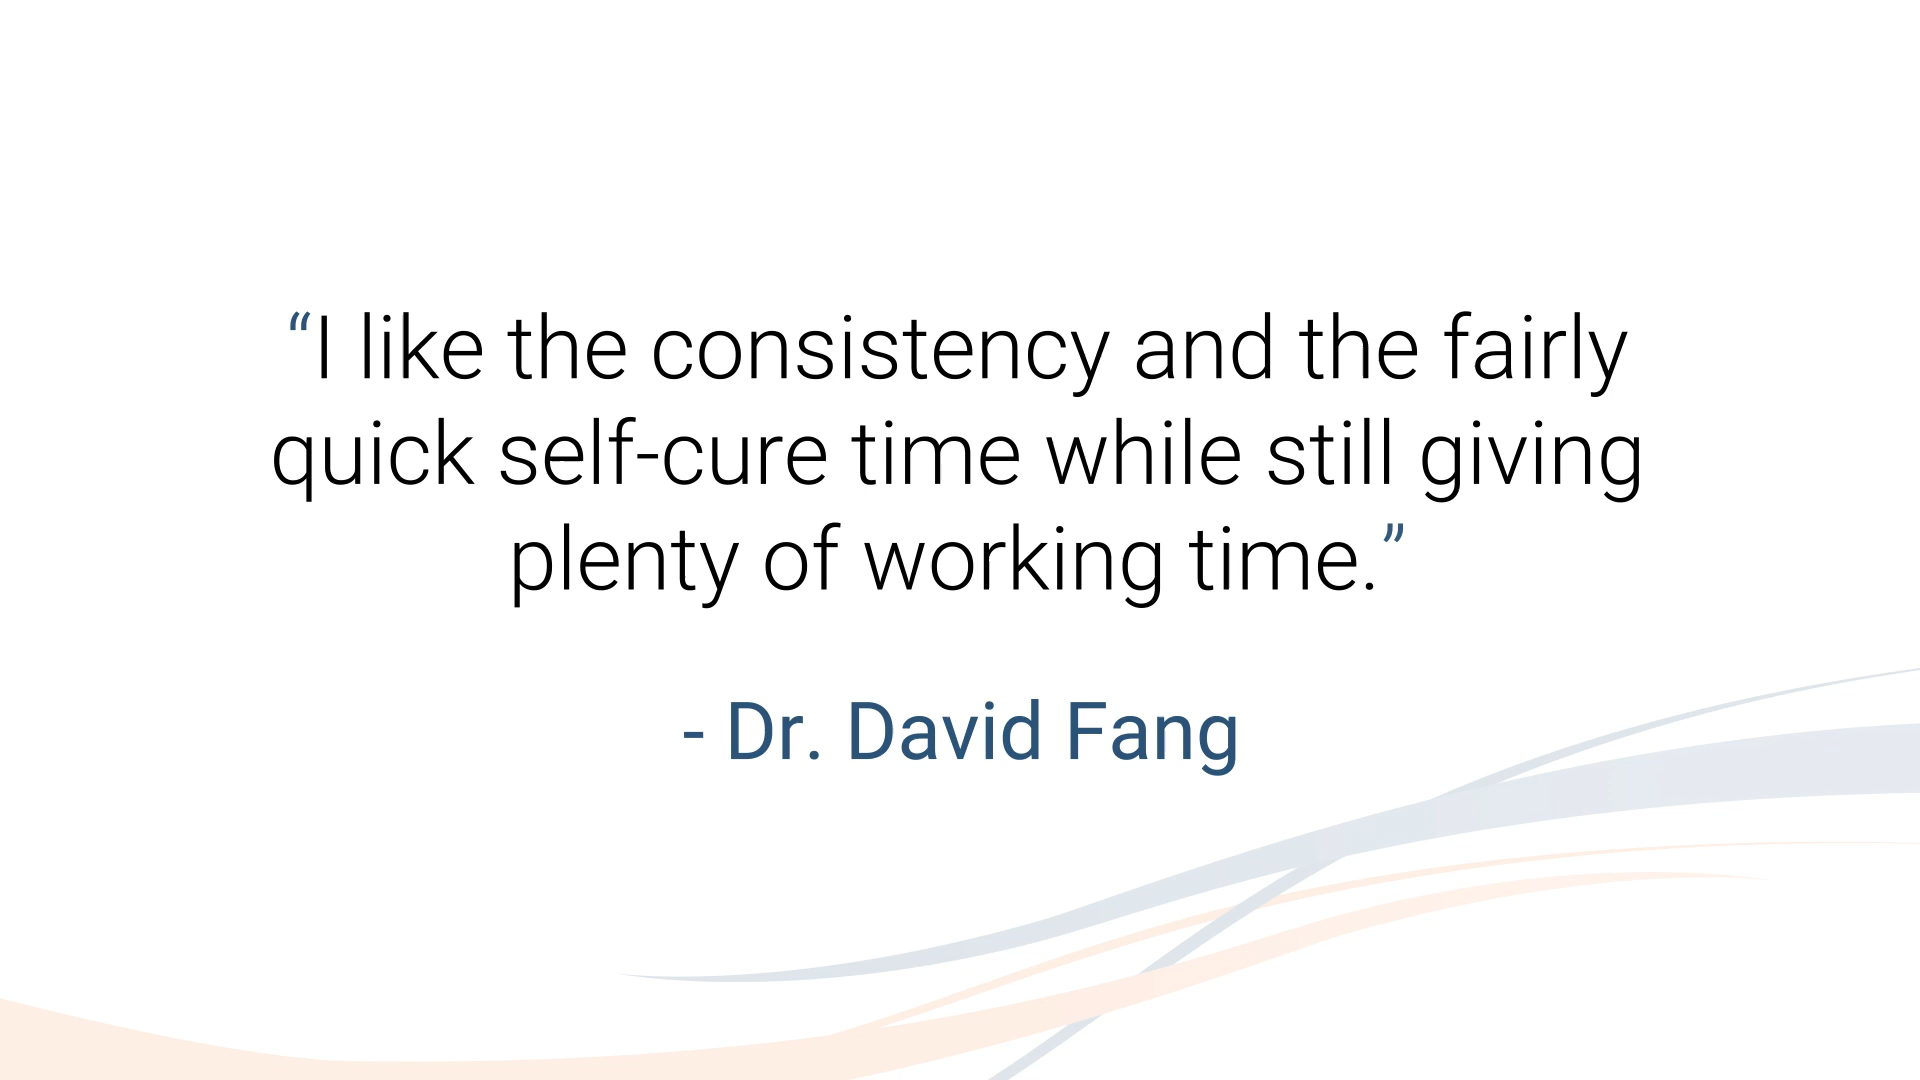 “I like the consistency and the fairly
quick self-cure time while still giving
plenty of working time.”
- Dr. David Fang